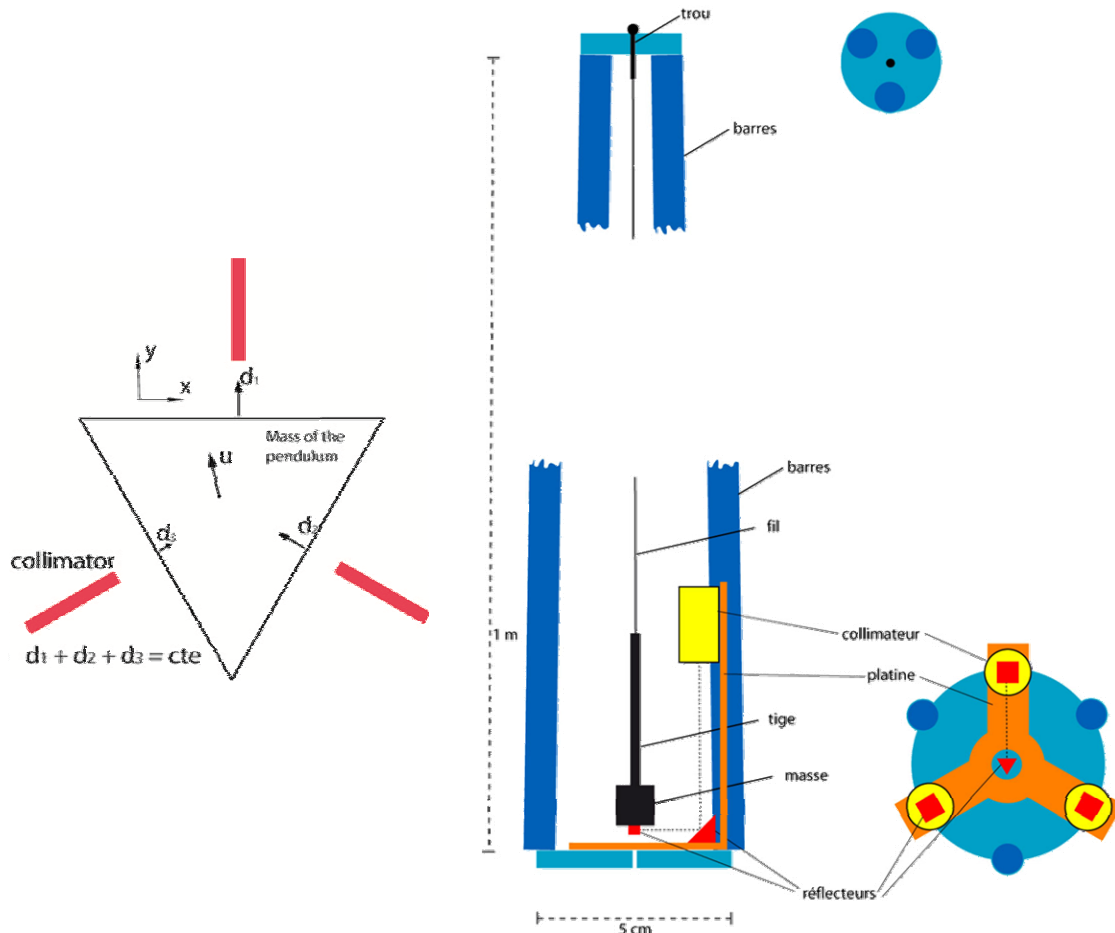 y
x
d₁
Mass of the
pendulum
u
d₃
d₂
collimator
d₁ + d₂ + d₃ = cte
trou
barres
1 m
barres
fil
collimateur
platine
tige
masse
réflecteurs
5 cm